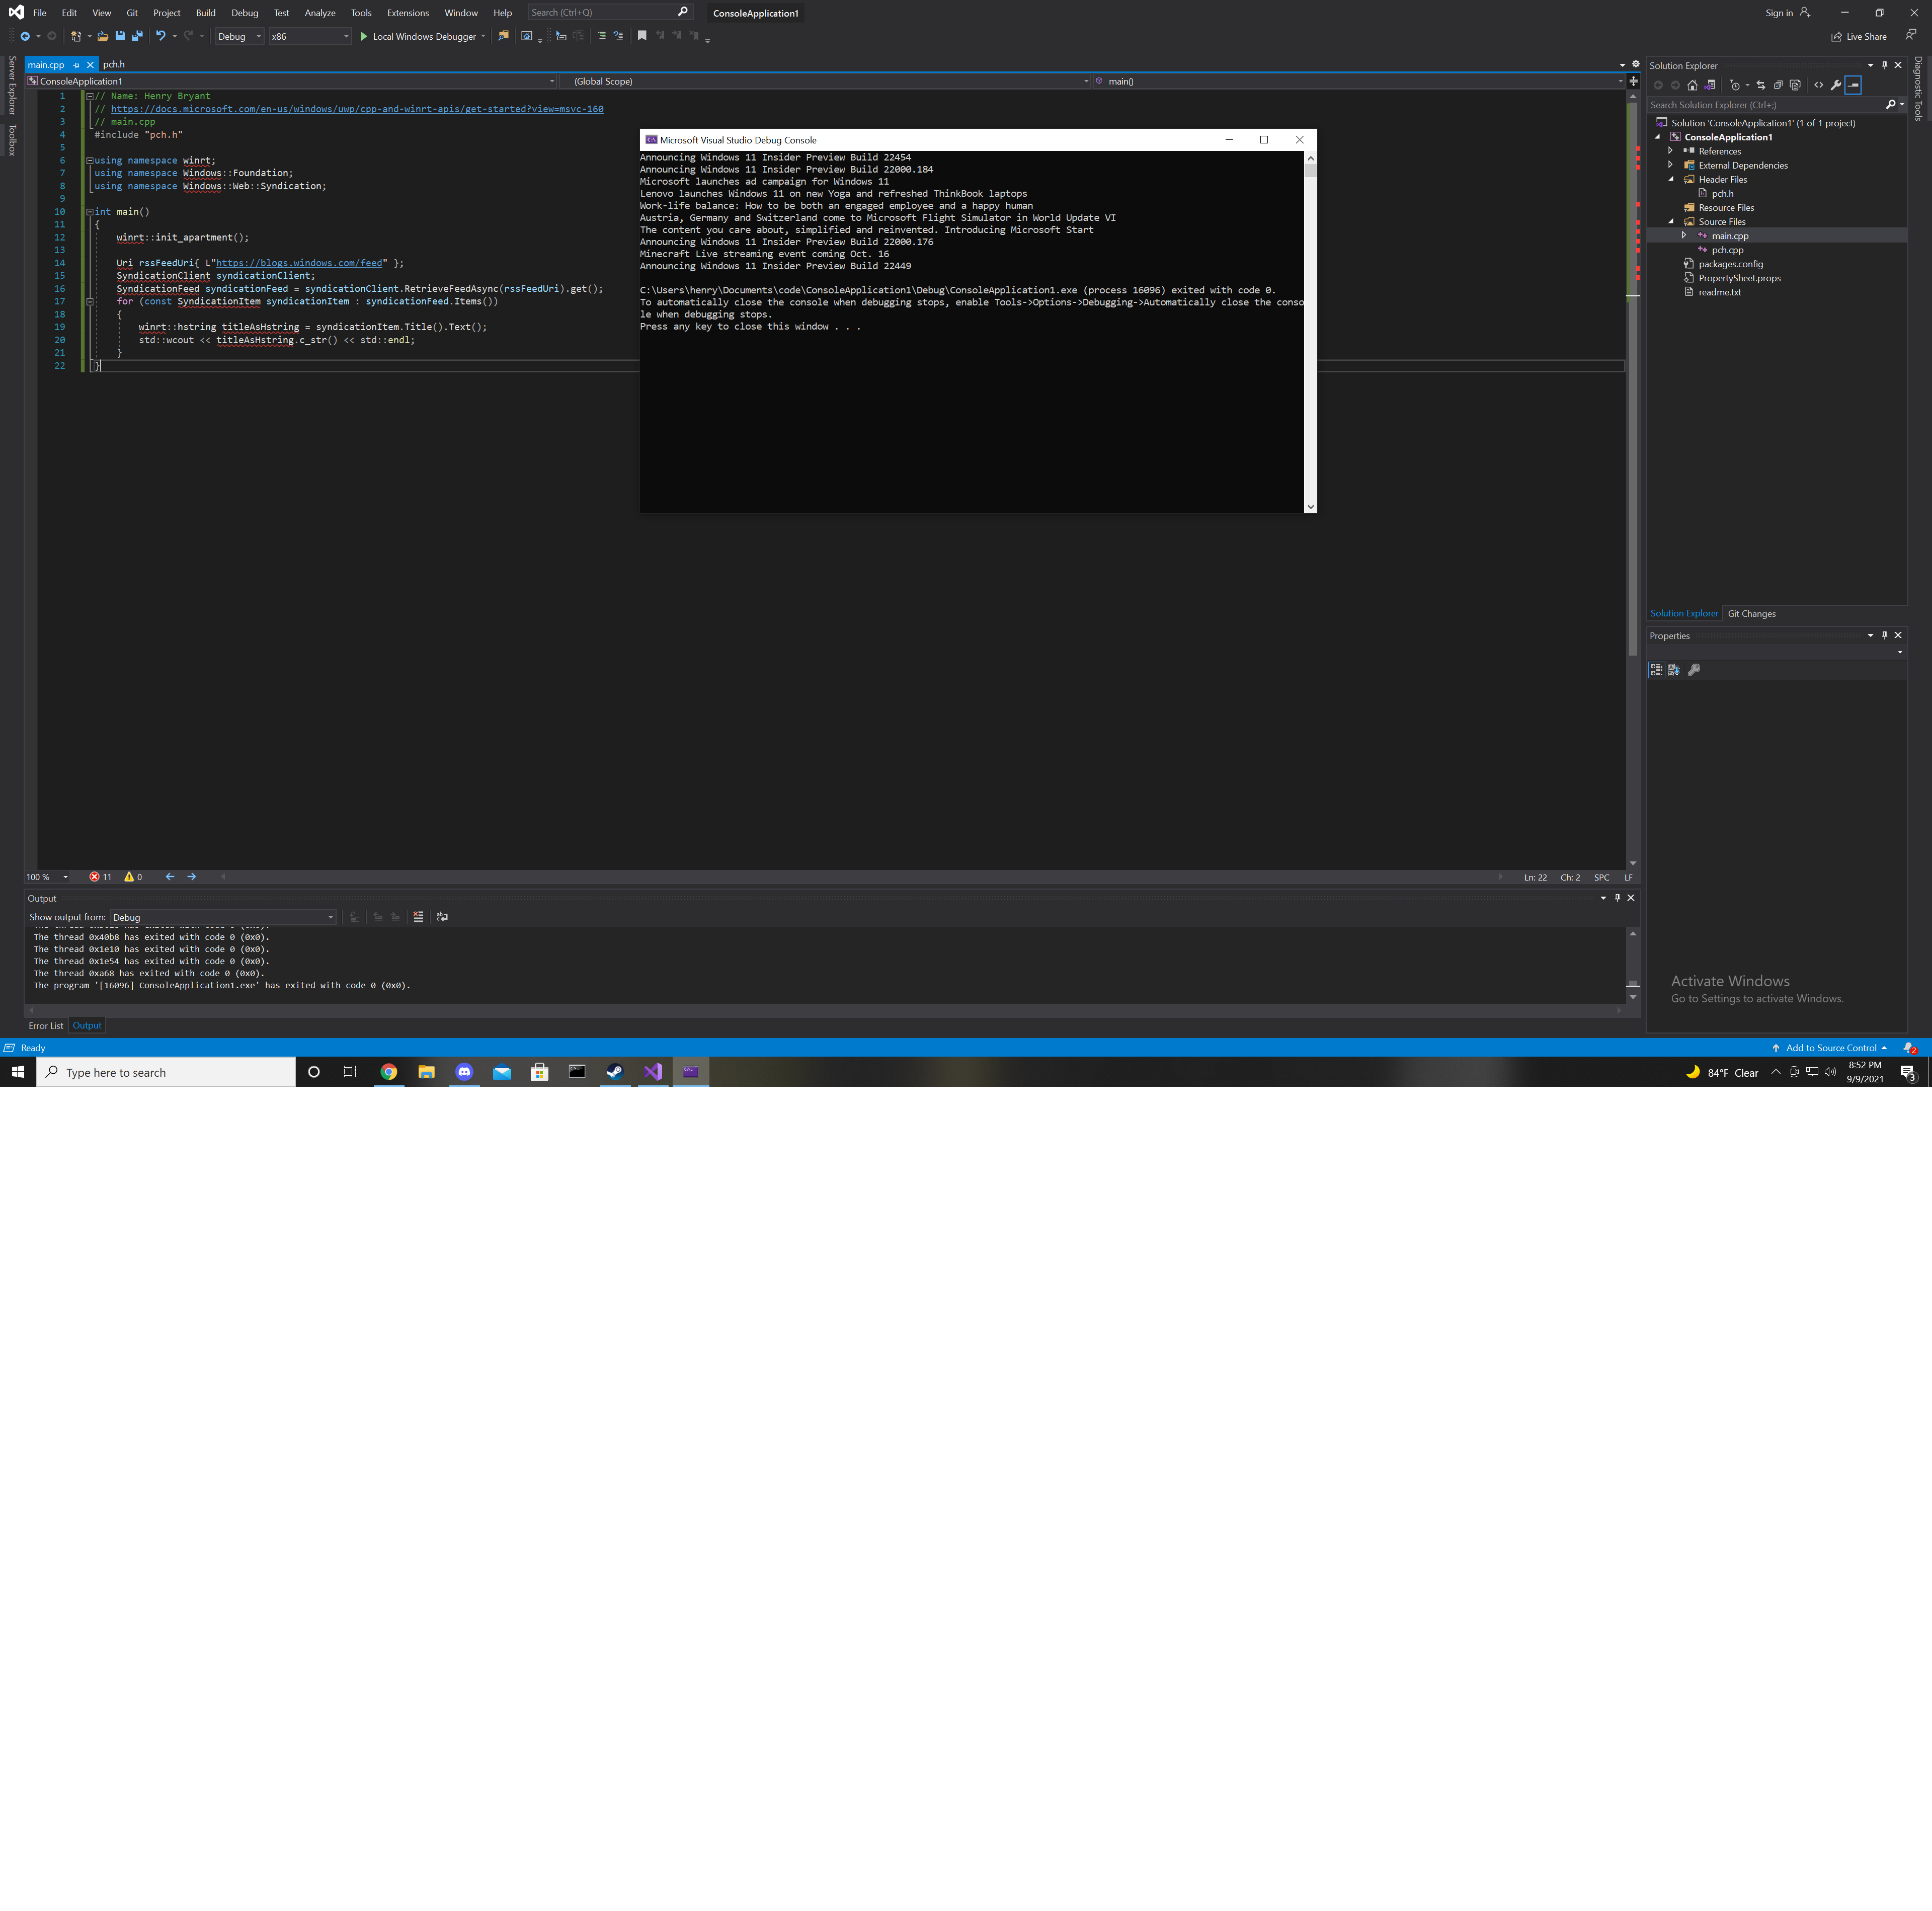 File Edit View Git Project Build Debug Test Analyze Tools Extensions Window Help Search (Ctrl+Q) ConsoleApplication1 Sign in
Debug x86 Local Windows Debugger Live Share
Server Explorer
Toolbox
main.cpp pch.h
ConsoleApplication1 (Global Scope) main()
1 // Name: Henry Bryant
2 // https://docs.microsoft.com/en-us/windows/uwp/cpp-and-winrt-apis/get-started?view=msvc-160
3 // main.cpp
4 #include "pch.h"
5
6 using namespace winrt;
7 using namespace Windows::Foundation;
8 using namespace Windows::Web::Syndication;
9
10 int main()
11 {
12 winrt::init_apartment();
13
14 Uri rssFeedUri{ L"https://blogs.windows.com/feed" };
15 SyndicationClient syndicationClient;
16 SyndicationFeed syndicationFeed = syndicationClient.RetrieveFeedAsync(rssFeedUri).get();
17 for (const SyndicationItem syndicationItem : syndicationFeed.Items())
18 {
19 winrt::hstring titleAsHstring = syndicationItem.Title().Text();
20 std::wcout << titleAsHstring.c_str() << std::endl;
21 }
22 }
Microsoft Visual Studio Debug Console
Announcing Windows 11 Insider Preview Build 22454
Announcing Windows 11 Insider Preview Build 22000.184
Microsoft launches ad campaign for Windows 11
Lenovo launches Windows 11 on new Yoga and refreshed ThinkBook laptops
Work-life balance: How to be both an engaged employee and a happy human
Austria, Germany and Switzerland come to Microsoft Flight Simulator in World Update VI
The content you care about, simplified and reinvented. Introducing Microsoft Start
Announcing Windows 11 Insider Preview Build 22000.176
Minecraft Live streaming event coming Oct. 16
Announcing Windows 11 Insider Preview Build 22449
C:\Users\henry\Documents\code\ConsoleApplication1\Debug\ConsoleApplication1.exe (process 16096) exited with code 0.
To automatically close the console when debugging stops, enable Tools->Options->Debugging->Automatically close the conso
le when debugging stops.
Press any key to close this window . . .
Solution Explorer
Search Solution Explorer (Ctrl+;)
Solution 'ConsoleApplication1' (1 of 1 project)
ConsoleApplication1
References
External Dependencies
Header Files
pch.h
Resource Files
Source Files
main.cpp
pch.cpp
packages.config
PropertySheet.props
readme.txt
Solution Explorer Git Changes
Properties
Diagnostic Tools
100 % 11 0 Ln: 22 Ch: 2 SPC LF
Output
Show output from: Debug
The thread 0x40b8 has exited with code 0 (0x0).
The thread 0x1e10 has exited with code 0 (0x0).
The thread 0x1e54 has exited with code 0 (0x0).
The thread 0xa68 has exited with code 0 (0x0).
The program '[16096] ConsoleApplication1.exe' has exited with code 0 (0x0).
Error List Output
Activate Windows
Go to Settings to activate Windows.
Ready Add to Source Control 2
Type here to search 84°F Clear 8:52 PM
9/9/2021 3